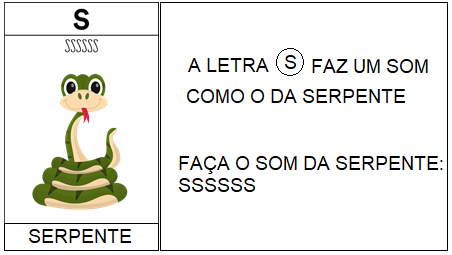 S
SSSSSS
SERPENTE
A LETRA S FAZ UM SOM
COMO O DA SERPENTE
FAÇA O SOM DA SERPENTE:
SSSSSS